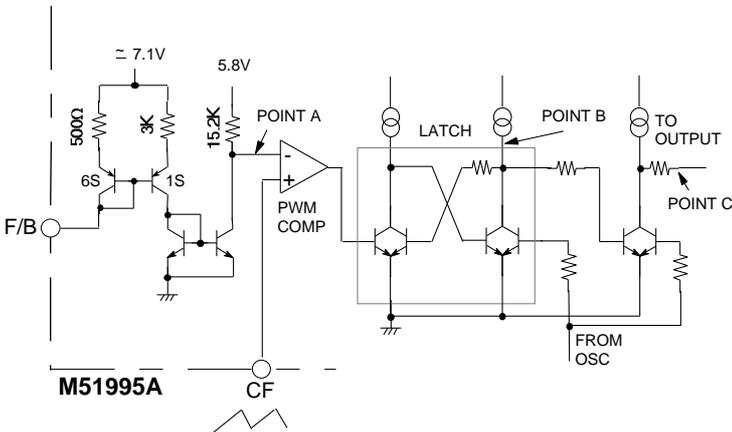 ≃ 7.1V
5.8V
500Ω
3K
15.2K
POINT A
LATCH
POINT B
TO
OUTPUT
6S
1S
-
+
PWM
COMP
POINT C
F/B
FROM
OSC
M51995A
CF